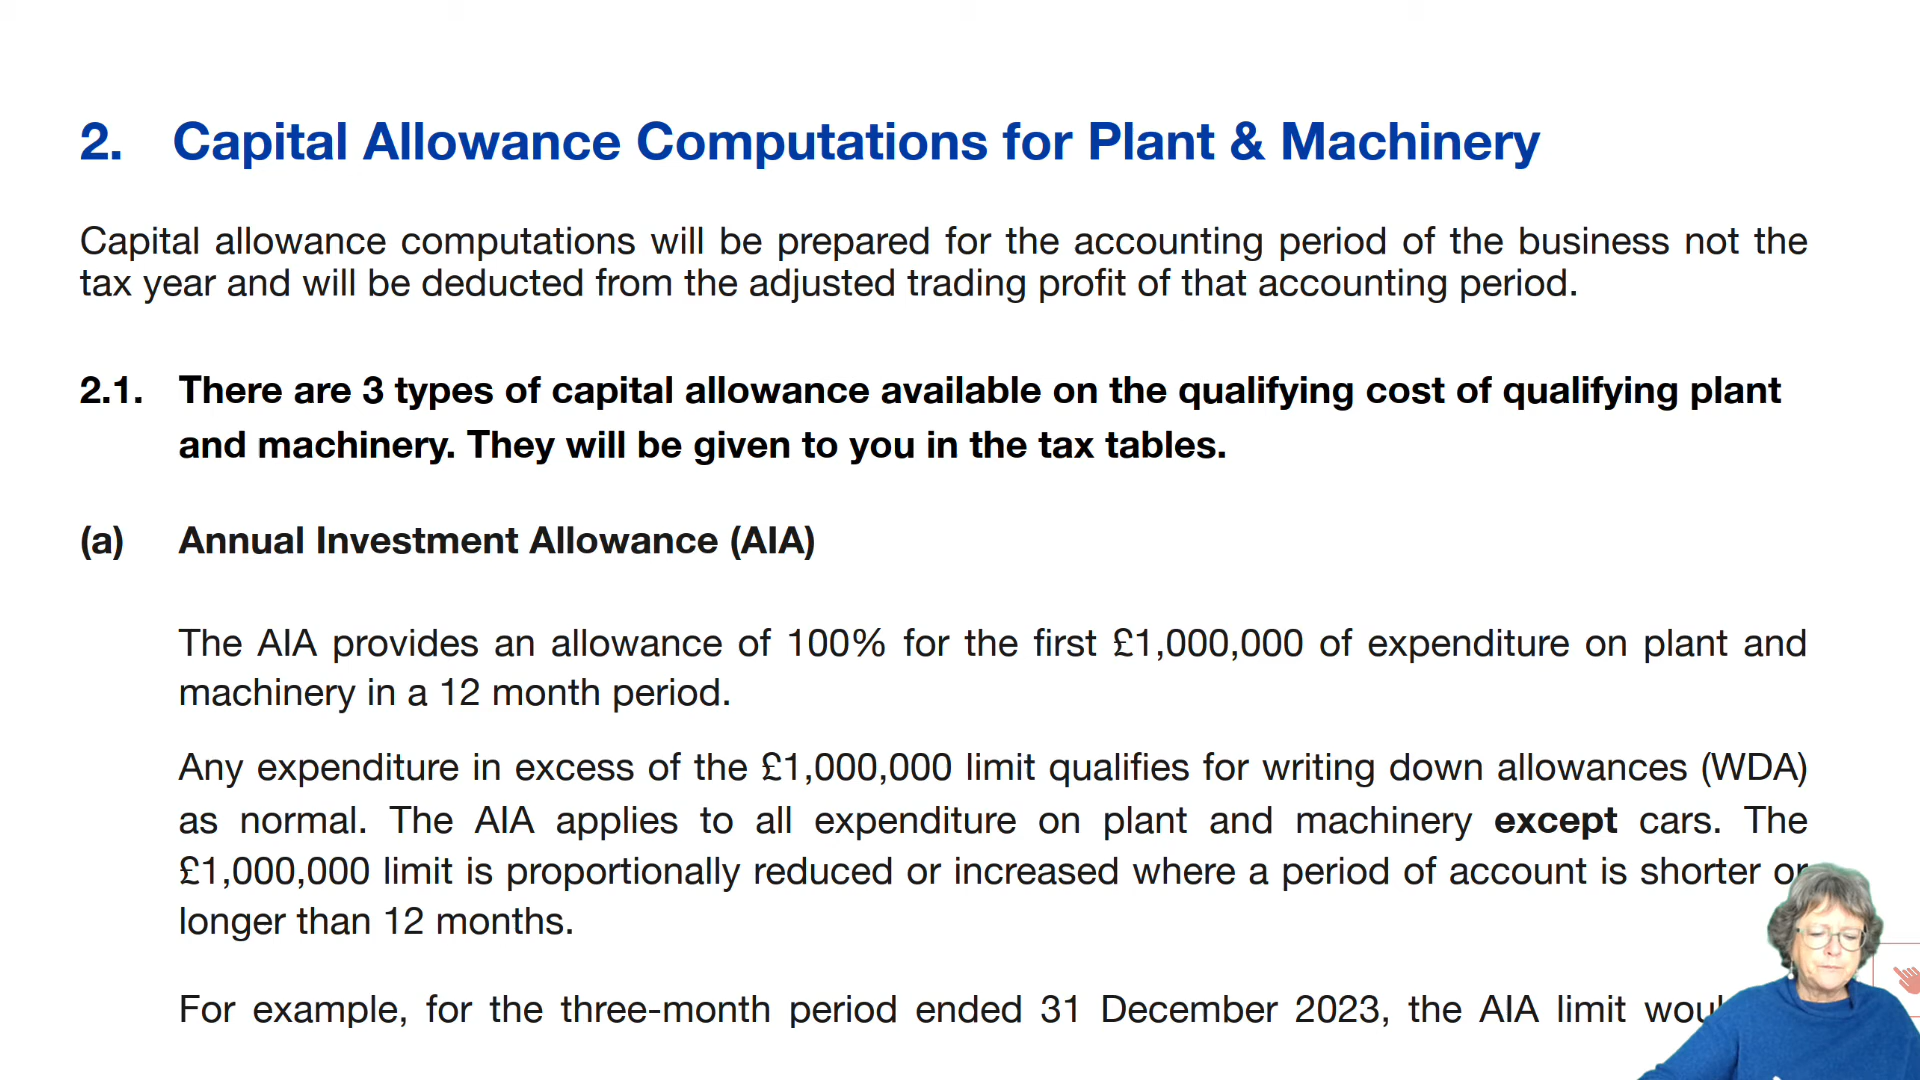 2. Capital Allowance Computations for Plant & Machinery
Capital allowance computations will be prepared for the accounting period of the business not the
tax year and will be deducted from the adjusted trading profit of that accounting period.
2.1. There are 3 types of capital allowance available on the qualifying cost of qualifying plant
and machinery. They will be given to you in the tax tables.
(a) Annual Investment Allowance (AIA)
The AIA provides an allowance of 100% for the first £1,000,000 of expenditure on plant and
machinery in a 12 month period.
Any expenditure in excess of the £1,000,000 limit qualifies for writing down allowances (WDA)
as normal. The AIA applies to all expenditure on plant and machinery except cars. The
£1,000,000 limit is proportionally reduced or increased where a period of account is shorter or
longer than 12 months.
For example, for the three-month period ended 31 December 2023, the AIA limit